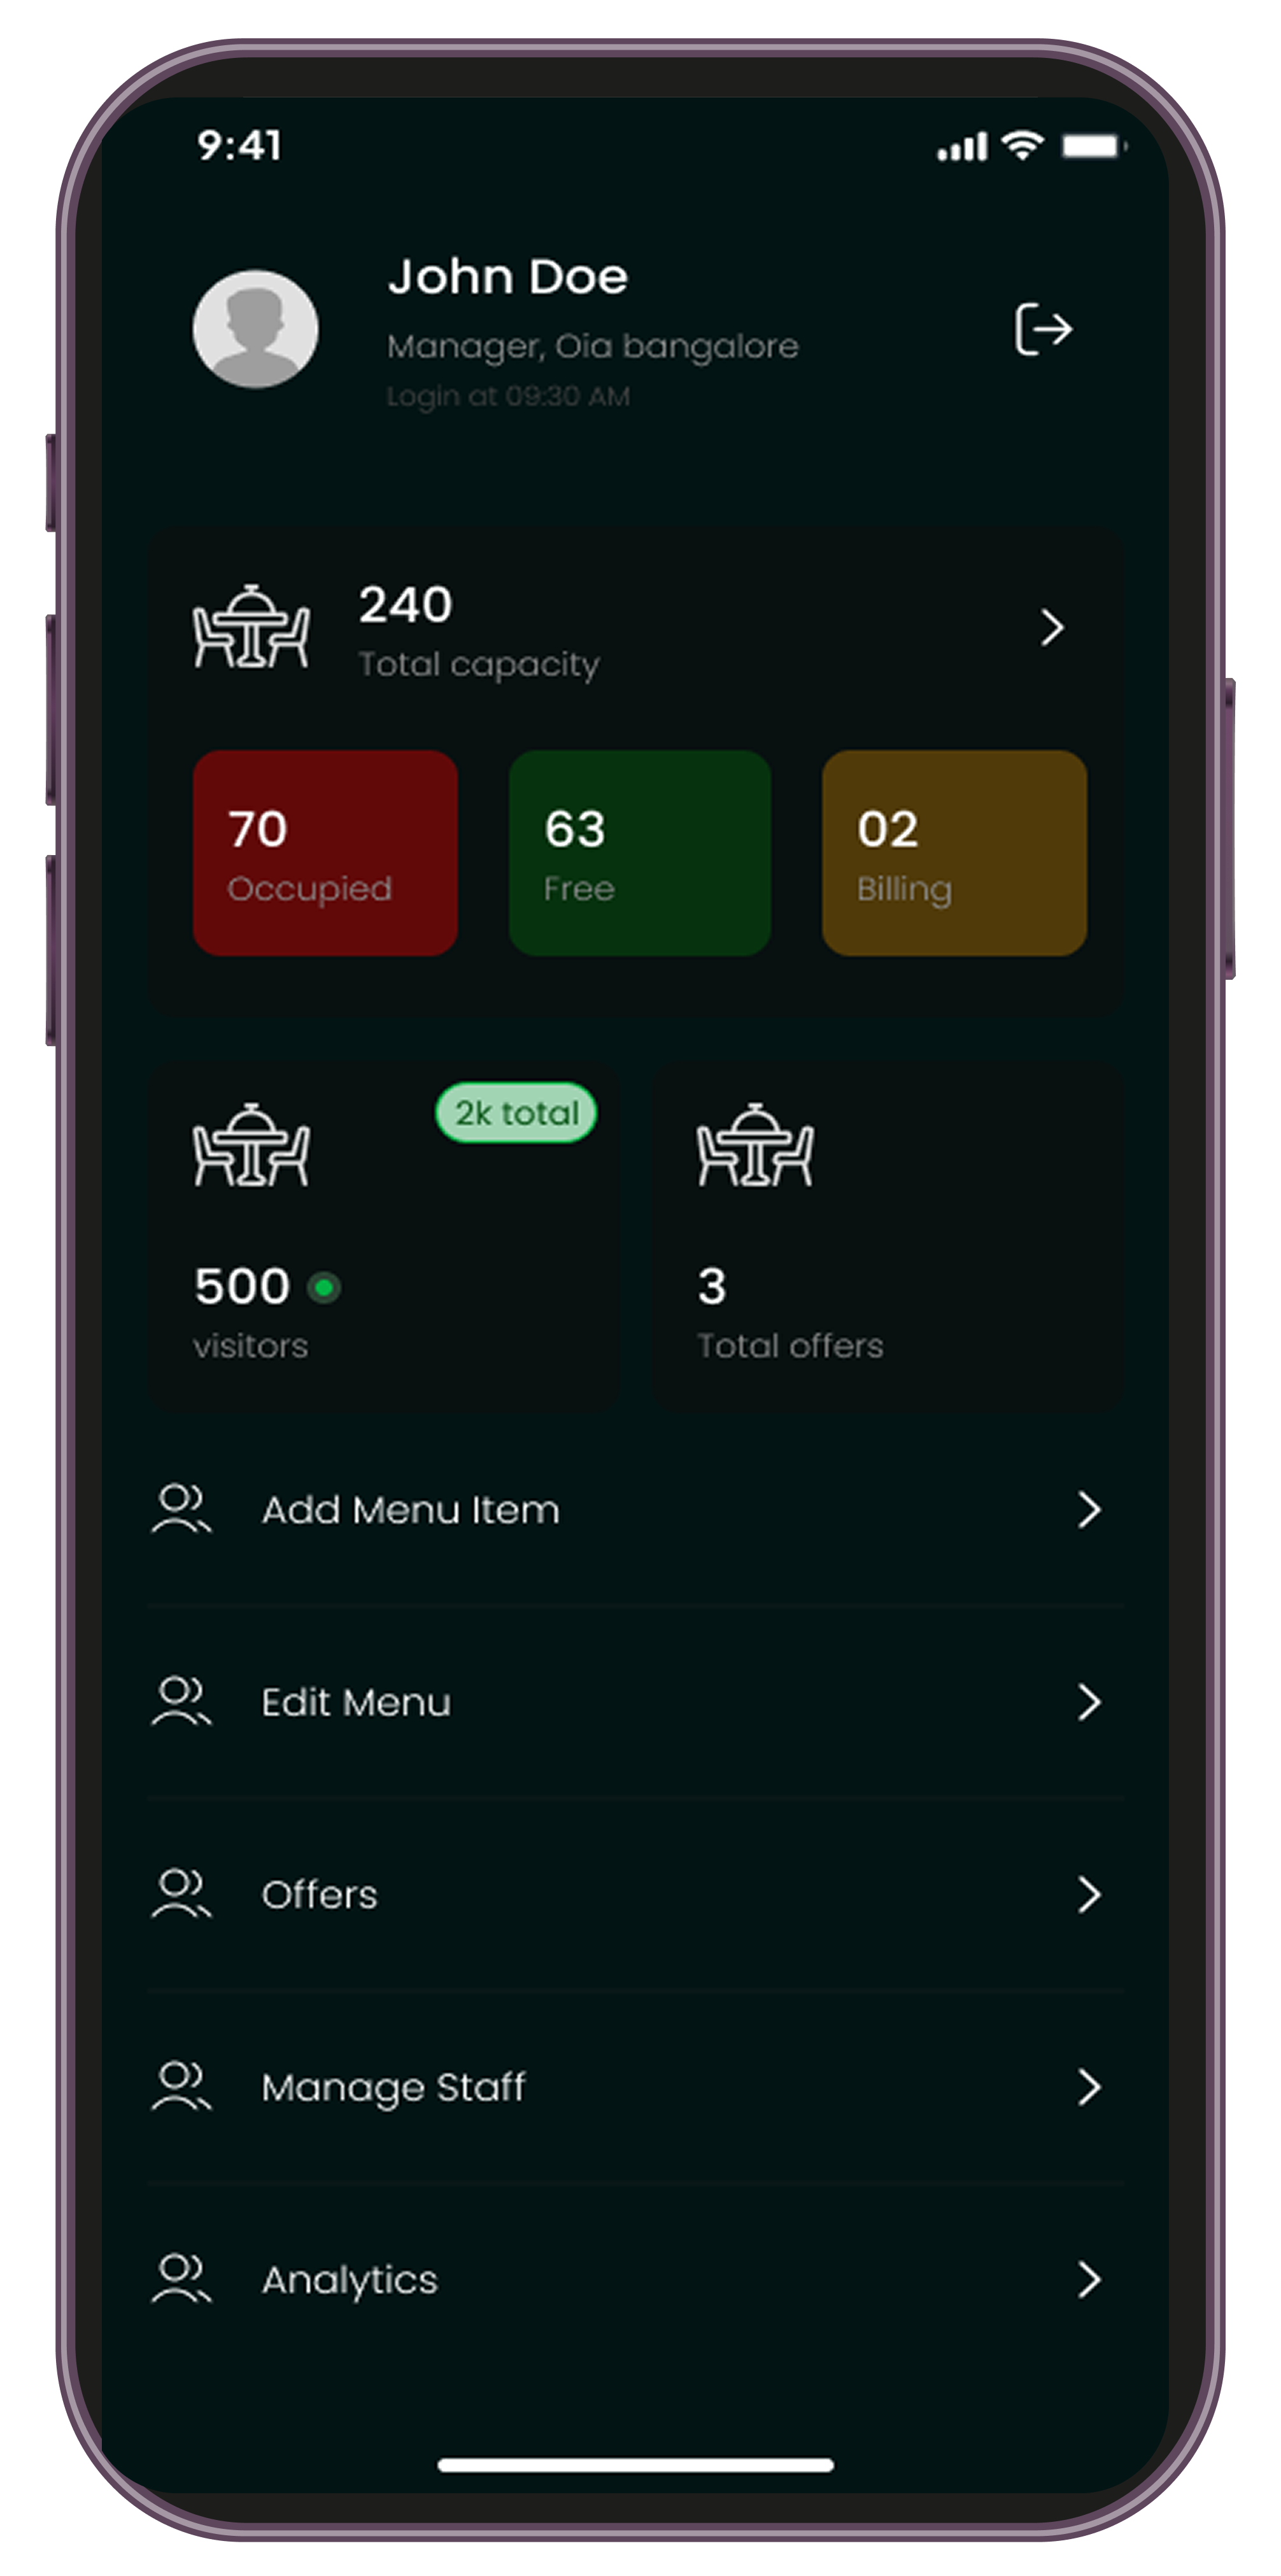 9:41
John Doe
Manager, Oia bangalore
Login at 09:30 AM
240
Total capacity
70
Occupied
63
Free
02
Billing
2k total
500
visitors
3
Total offers
Add Menu Item
Edit Menu
Offers
Manage Staff
Analytics